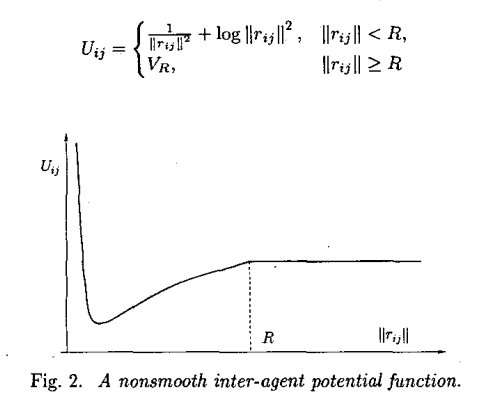 U_{ij} = \begin{cases} \frac{1}{\|r_{ij}\|^2} + \log \|r_{ij}\|^2, & \|r_{ij}\| < R, \\ V_R, & \|r_{ij}\| \geq R \end{cases}
U_{ij}
R \|r_{ij}\|
Fig. 2. A nonsmooth inter-agent potential function.